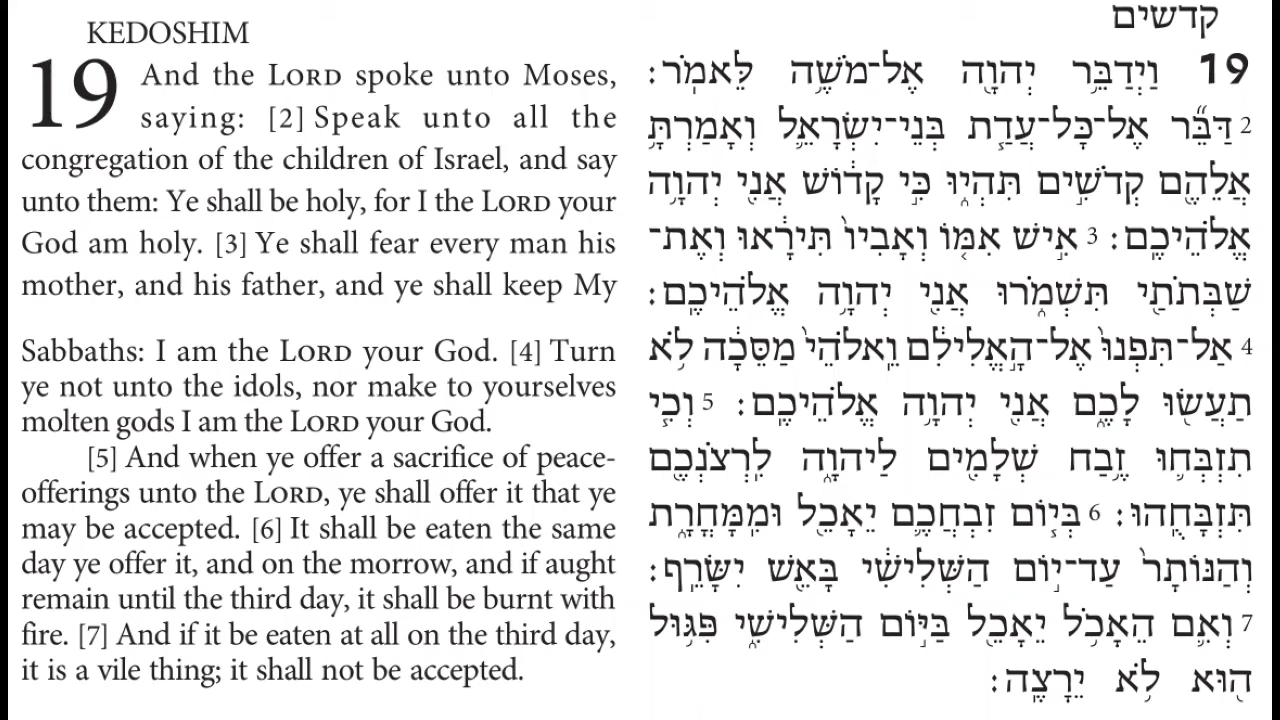 KEDOSHIM
19 And the LORD spoke unto Moses,
saying: [2] Speak unto all the
congregation of the children of Israel, and say
unto them: Ye shall be holy, for I the LORD your
God am holy. [3] Ye shall fear every man his
mother, and his father, and ye shall keep My
Sabbaths: I am the LORD your God. [4] Turn
ye not unto the idols, nor make to yourselves
molten gods I am the LORD your God.
[5] And when ye offer a sacrifice of peace-
offerings unto the LORD, ye shall offer it that ye
may be accepted. [6] It shall be eaten the same
day ye offer it, and on the morrow, and if aught
remain until the third day, it shall be burnt with
fire. [7] And if it be eaten at all on the third day,
it is a vile thing; it shall not be accepted.
קדשים
19 וַיְדַבֵּ֥ר יְהוָ֖ה אֶל־מֹשֶׁ֥ה לֵּאמֹֽר׃
2 דַּבֵּ֞ר אֶל־כָּל־עֲדַ֧ת בְּנֵי־יִשְׂרָאֵ֛ל וְאָמַרְתָּ֥
אֲלֵהֶ֖ם קְדֹשִׁ֣ים תִּהְי֑וּ כִּ֣י קָד֔וֹשׁ אֲנִ֖י יְהוָ֥ה
אֱלֹהֵיכֶֽם׃ 3 אִ֣ישׁ אִמּ֤וֹ וְאָבִיו֙ תִּירָ֔אוּ וְאֶת־
שַׁבְּתֹתַ֖י תִּשְׁמֹ֑רוּ אֲנִ֖י יְהוָ֥ה אֱלֹהֵיכֶֽם׃
4 אַל־תִּפְנוּ֙ אֶל־הָ֣אֱלִילִ֔ם וֵֽאלֹהֵי֙ מַסֵּכָ֔ה לֹ֥א
תַעֲשׂ֖וּ לָכֶ֑ם אֲנִ֖י יְהוָ֥ה אֱלֹהֵיכֶֽם׃ 5 וְכִ֧י
תִזְבְּח֛וּ זֶ֥בַח שְׁלָמִ֖ים לַיהוָ֑ה לִֽרְצֹנְכֶ֖ם
תִּזְבָּחֻֽהוּ׃ 6 בְּי֧וֹם זִבְחֲכֶ֛ם יֵאָכֵ֖ל וּמִֽמָּחֳרָ֑ת
וְהַנּוֹתָר֙ עַד־י֣וֹם הַשְּׁלִישִׁ֔י בָּאֵ֖שׁ יִשָּׂרֵֽף׃
7 וְאִ֛ם הֵאָכֹ֥ל יֵאָכֵ֖ל בַּיּ֣וֹם הַשְּׁלִישִׁ֑י פִּגּ֥וּל
ה֖וּא לֹ֥א יֵרָצֶֽה׃